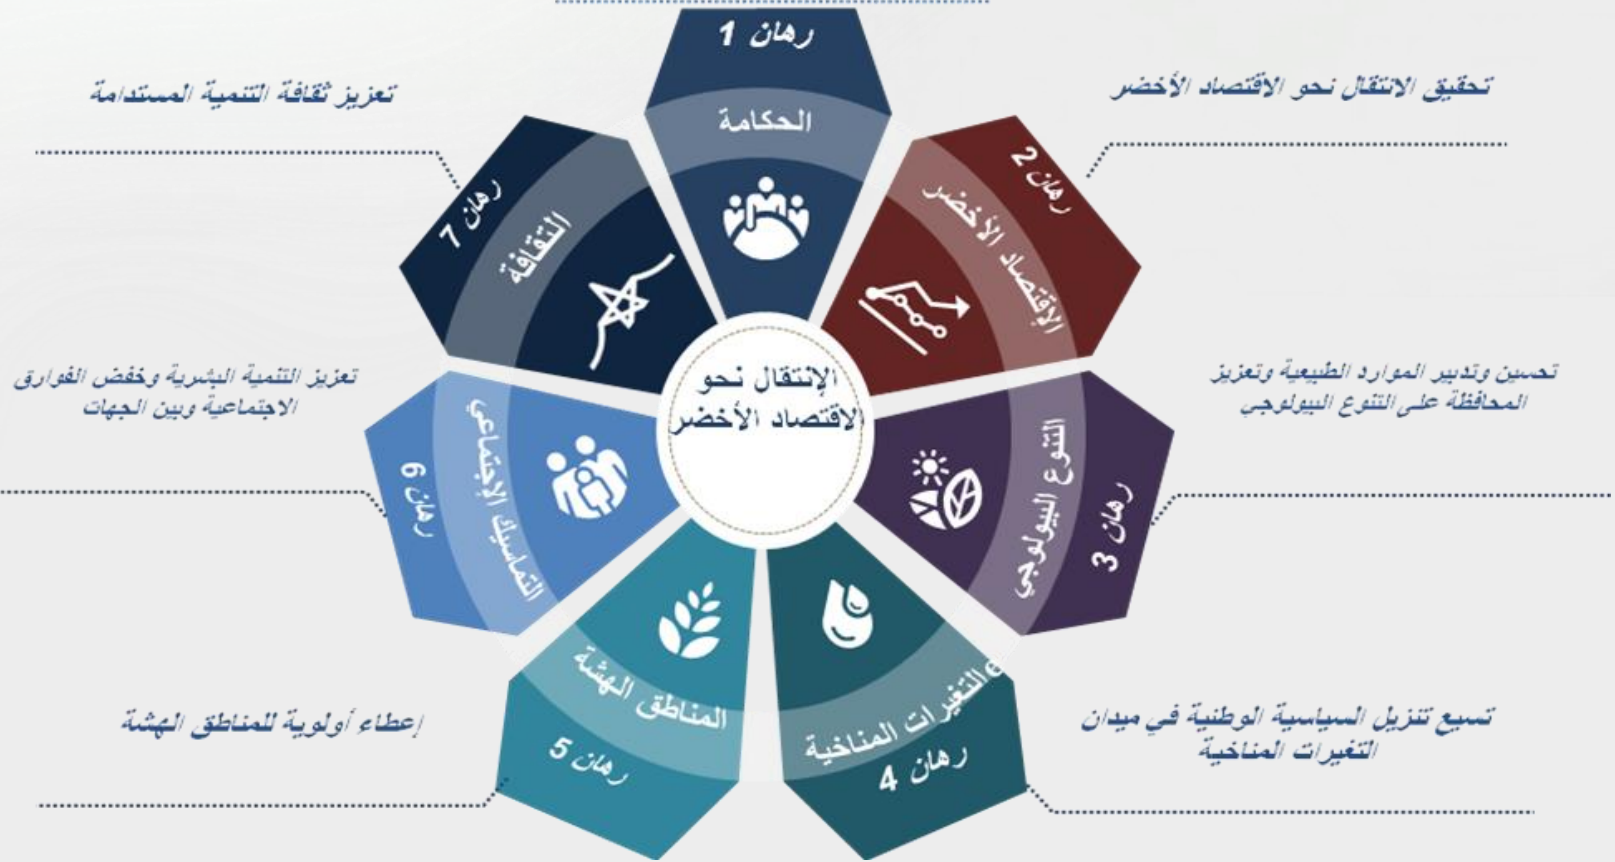 رهان 1
الحكامة
تحقيق الانتقال نحو الاقتصاد الأخضر
رهان 2
الإقتصاد الأخضر
تحسين وتدبير الموارد الطبيعية وتعزيز
المحافظة على التنوع البيولوجي
رهان 3
التنوع البيولوجي
تسيع تنزيل السياسية الوطنية في ميدان
التغيرات المناخية
رهان 4
التغيرات المناخية
إعطاء أولوية للمناطق الهشة
رهان 5
المناطق الهشة
تعزيز التنمية البشرية وخفض الفوارق
الاجتماعية وبين الجهات
رهان 6
التماسيك الإجتماعي
تعزيز ثقافة التنمية المستدامة
رهان 7
التقافة
الإنتقال نحو
الاقتصاد الأخضر